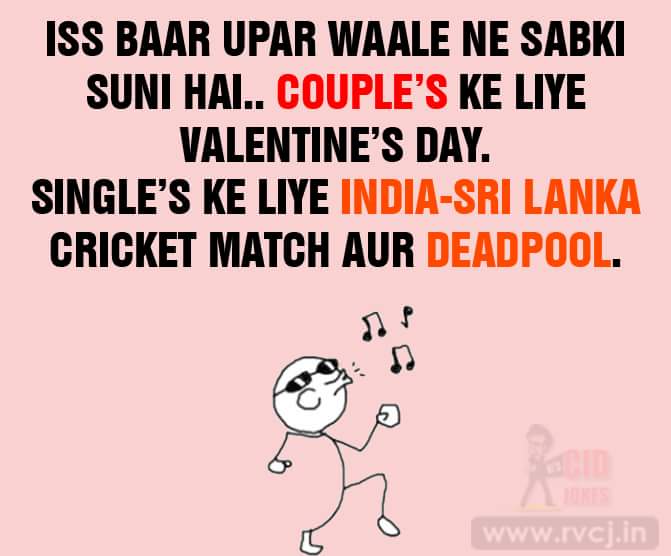 ISS BAAR UPAR WAALE NE SABKI
SUNI HAI.. COUPLE'S KE LIYE
VALENTINE'S DAY.
SINGLE'S KE LIYE INDIA-SRI LANKA
CRICKET MATCH AUR DEADPOOL.
CID
JOKES
www.rvcj.in